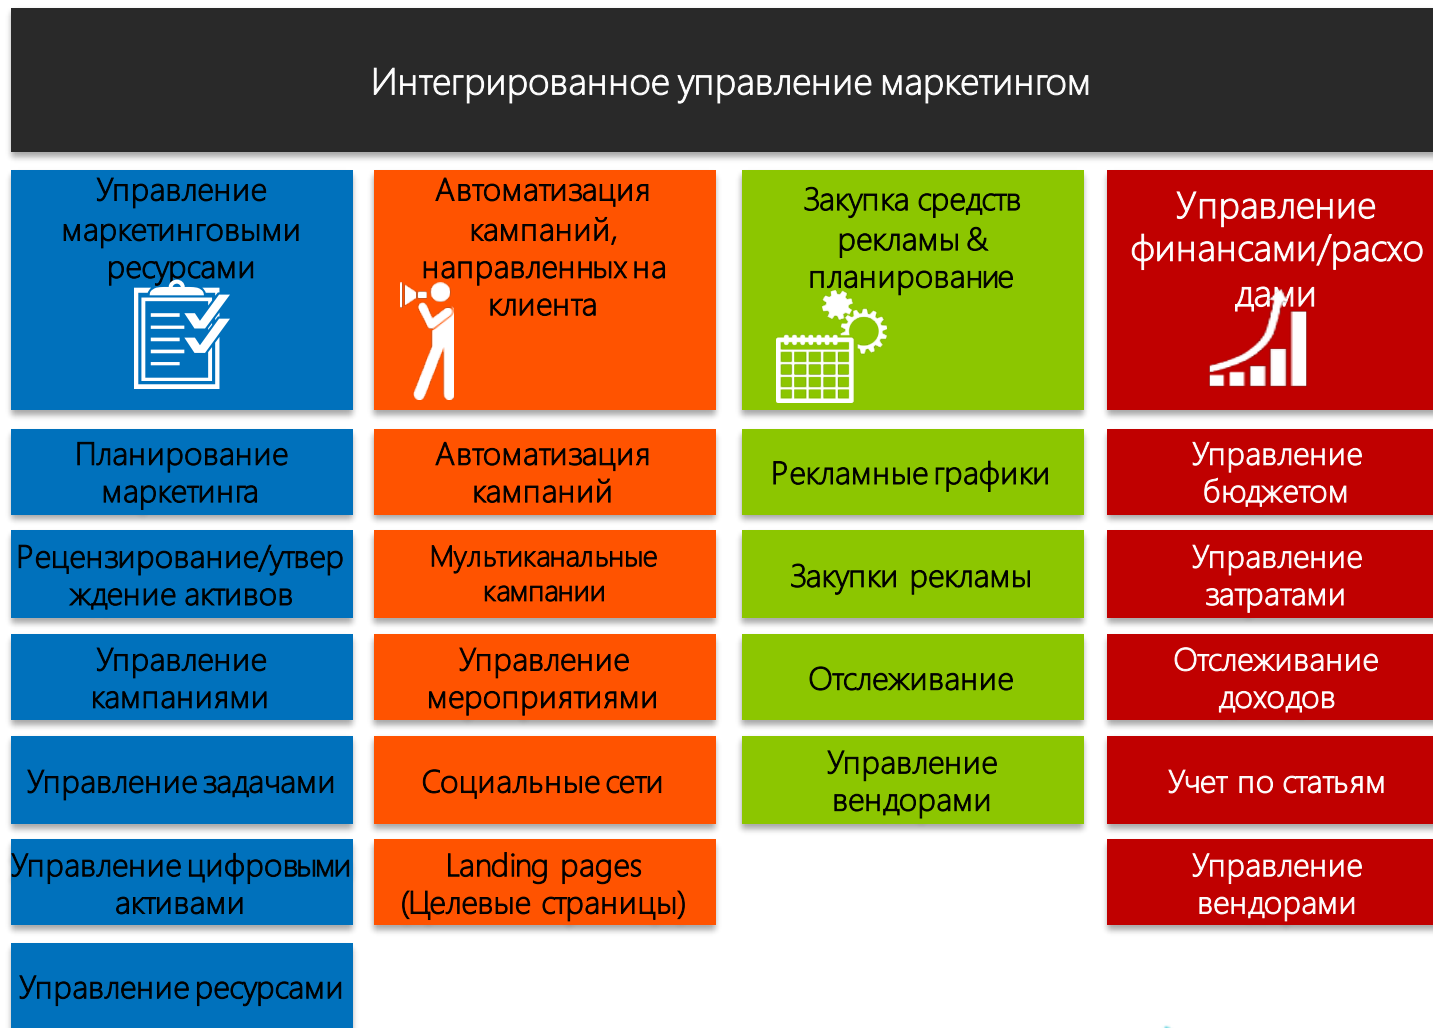 Интегрированное управление маркетингом
Управление
маркетинговыми
ресурсами
Автоматизация
кампаний,
направленных на
клиента
Закупка средств
рекламы &
планирование
Управление
финансами/расхо
дами
Планирование
маркетинга
Автоматизация
кампаний
Рекламные графики
Управление
бюджетом
Рецензирование/утвер
ждение активов
Мультиканальные
кампании
Закупки рекламы
Управление
затратами
Управление
кампаниями
Управление
мероприятиями
Отслеживание
Отслеживание
доходов
Управление задачами
Социальные сети
Управление
вендорами
Учет по статьям
Управление цифровыми
активами
Landing pages
(Целевые страницы)
Управление
вендорами
Управление ресурсами